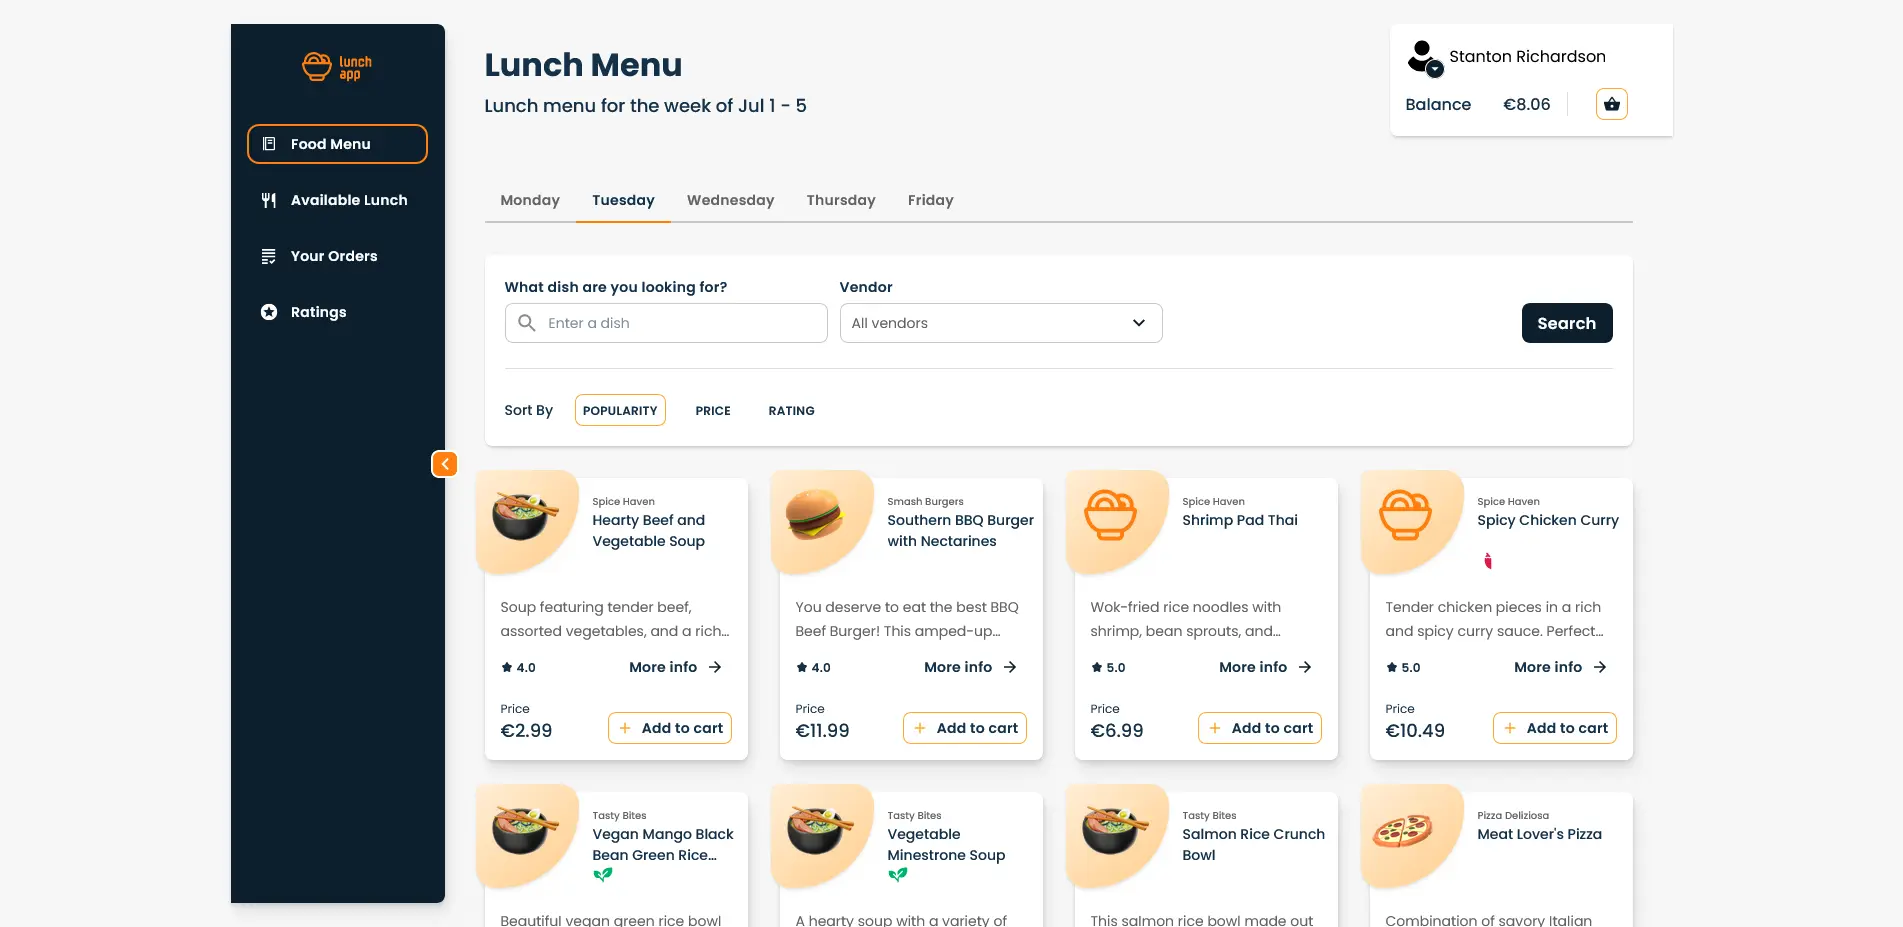 lunch
app
Food Menu
Available Lunch
Your Orders
Ratings
Lunch Menu
Lunch menu for the week of Jul 1 - 5
Stanton Richardson
Balance €8.06
Monday Tuesday Wednesday Thursday Friday
What dish are you looking for? Vendor
Enter a dish All vendors Search
Sort By POPULARITY PRICE RATING
Spice Haven
Hearty Beef and
Vegetable Soup
Soup featuring tender beef,
assorted vegetables, and a rich...
4.0 More info
Price
€2.99 + Add to cart
Smash Burgers
Southern BBQ Burger
with Nectarines
You deserve to eat the best BBQ
Beef Burger! This amped-up...
4.0 More info
Price
€11.99 + Add to cart
Spice Haven
Shrimp Pad Thai
Wok-fried rice noodles with
shrimp, bean sprouts, and...
5.0 More info
Price
€6.99 + Add to cart
Spice Haven
Spicy Chicken Curry
Tender chicken pieces in a rich
and spicy curry sauce. Perfect...
5.0 More info
Price
€10.49 + Add to cart
Tasty Bites
Vegan Mango Black
Bean Green Rice...
Beautiful vegan green rice bowl
Tasty Bites
Vegetable
Minestrone Soup
A hearty soup with a variety of
Tasty Bites
Salmon Rice Crunch
Bowl
This salmon rice bowl made out
Pizza Deliziosa
Meat Lover's Pizza
Combination of savory Italian